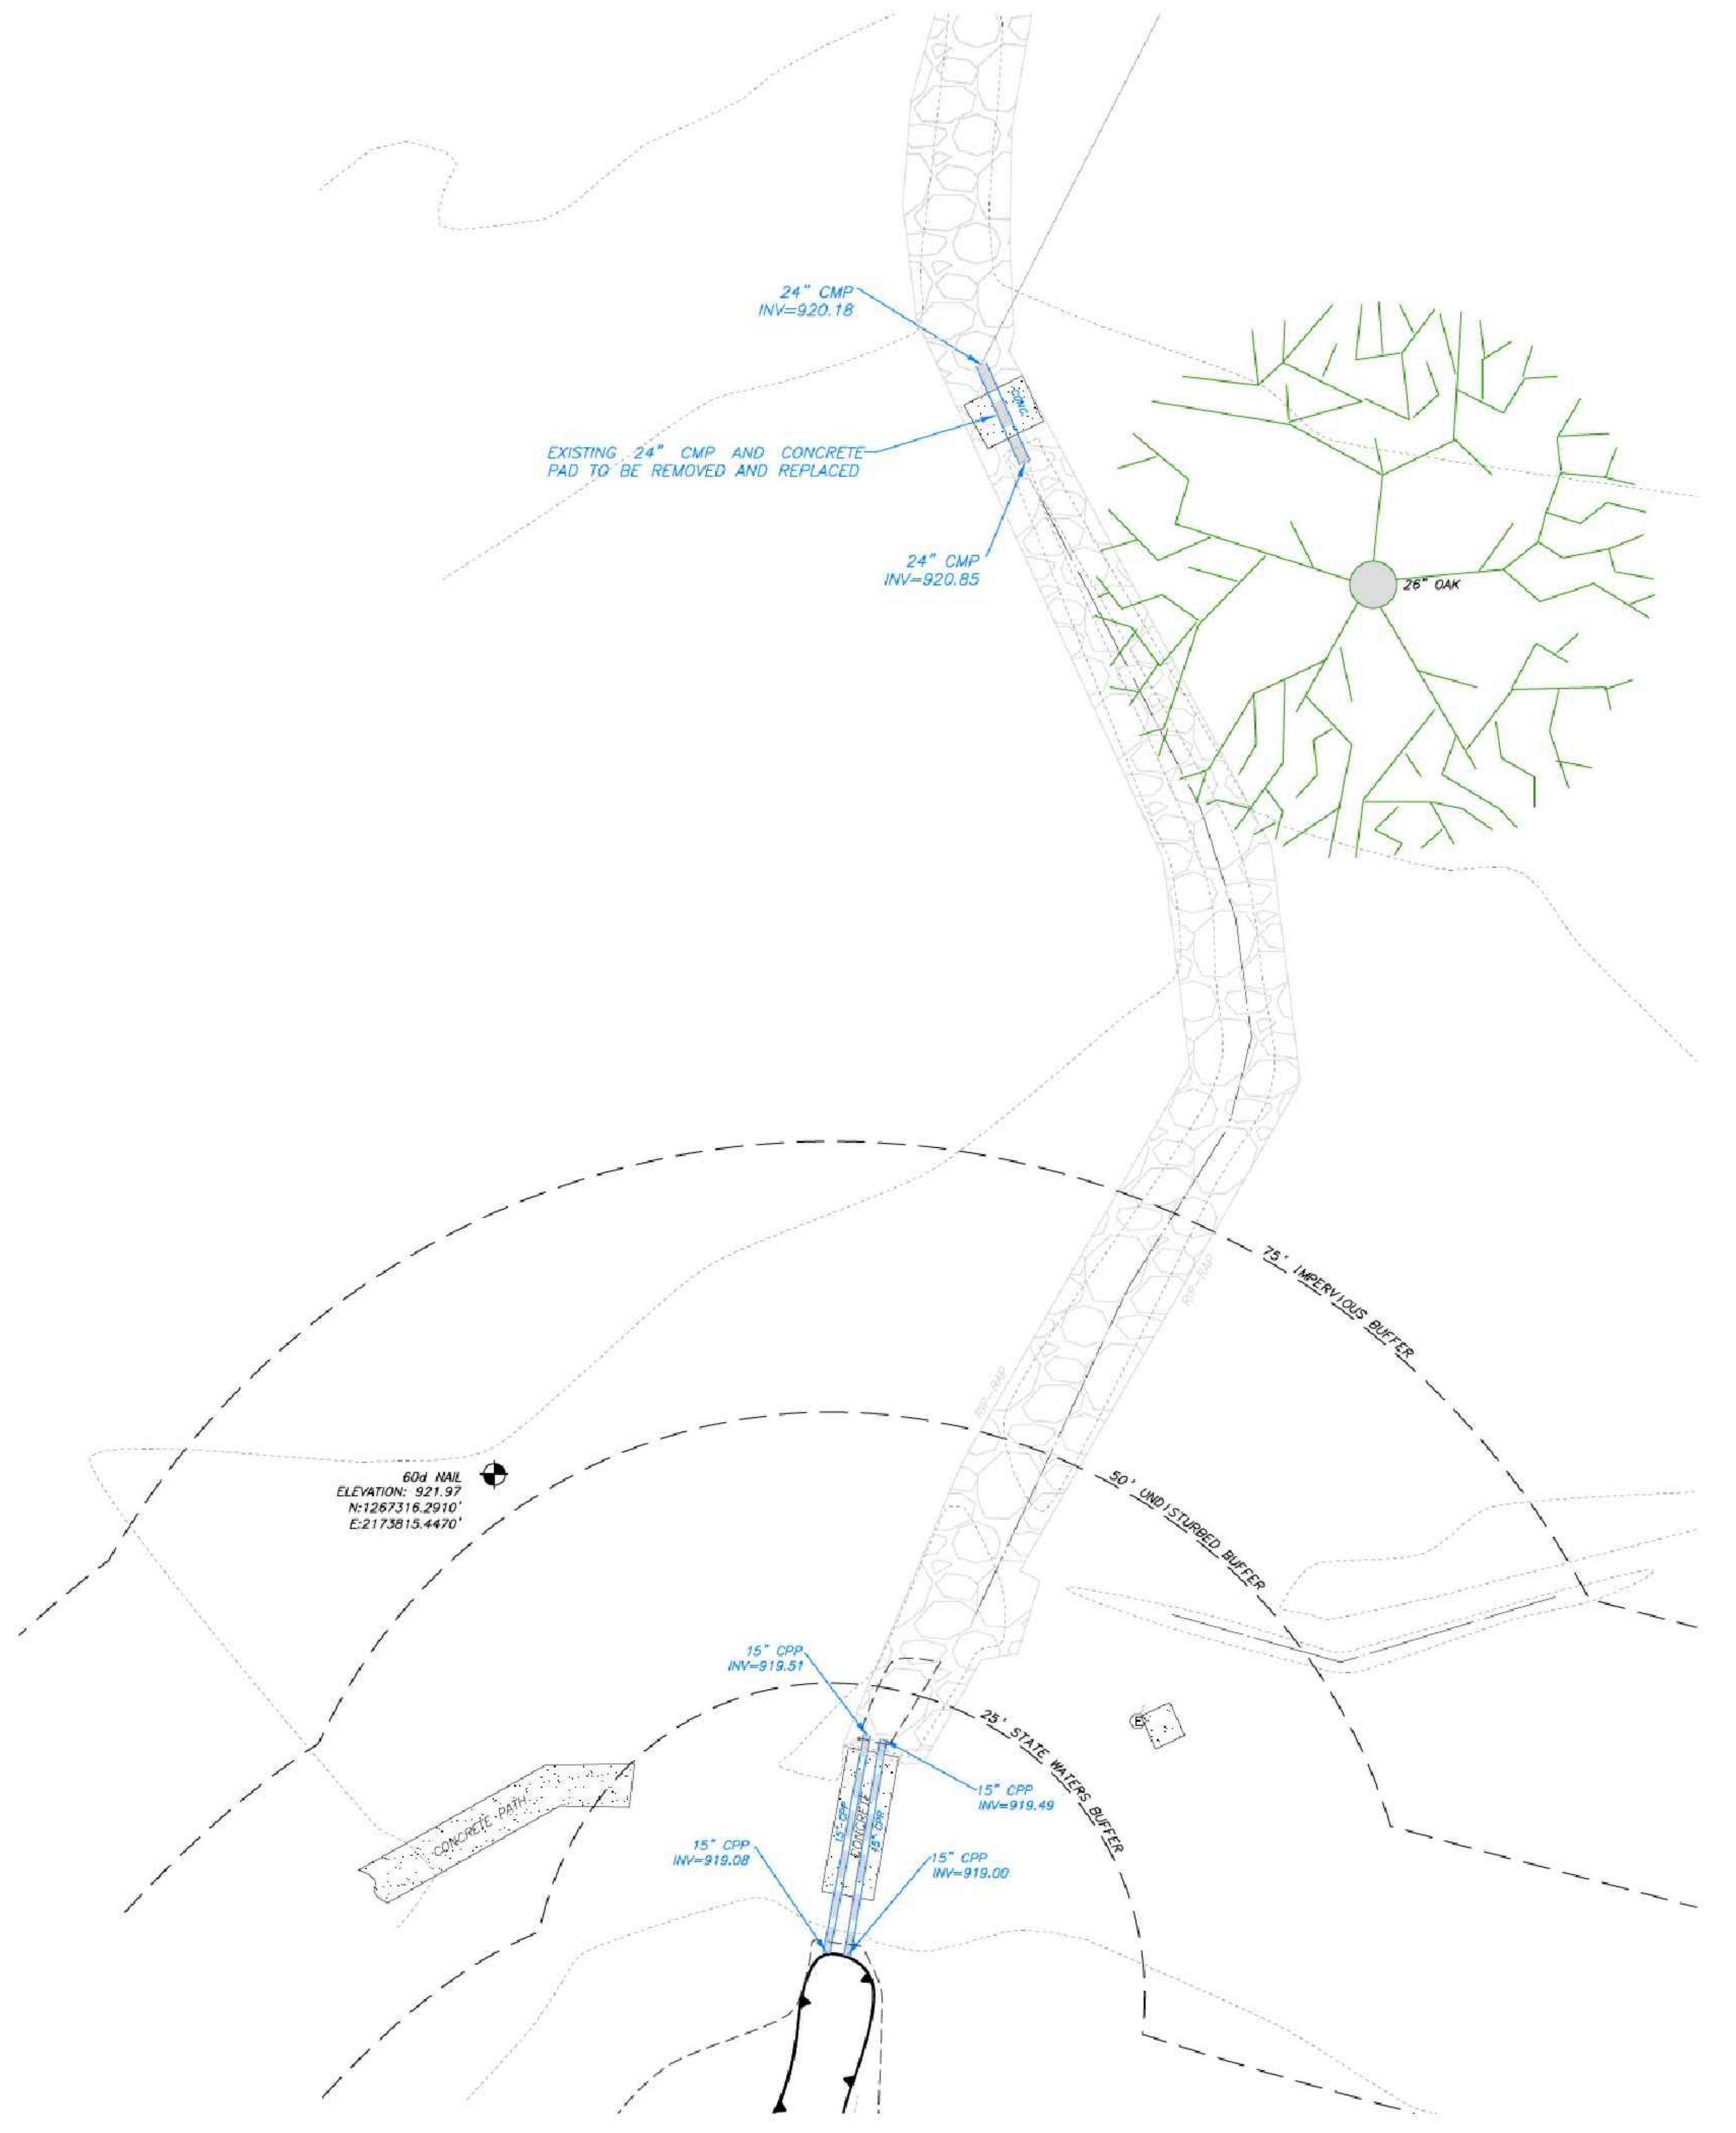 24" CMP
INV=920.18
CONC.
EXISTING 24" CMP AND CONCRETE
PAD TO BE REMOVED AND REPLACED
24" CMP
INV=920.85
26" OAK
75' IMPERVIOUS BUFFER
RIP-RAP
RIP-RAP
60d NAIL
ELEVATION: 921.97
N:1267316.2910'
E:2173815.4470'
50' UNDISTURBED BUFFER
15" CPP
INV=919.51
25' STATE WATERS BUFFER
E
15" CPP
INV=919.49
CONCRETE PATH
15" CPP
CONCRETE
15" CPP
15" CPP
INV=919.08
15" CPP
INV=919.00